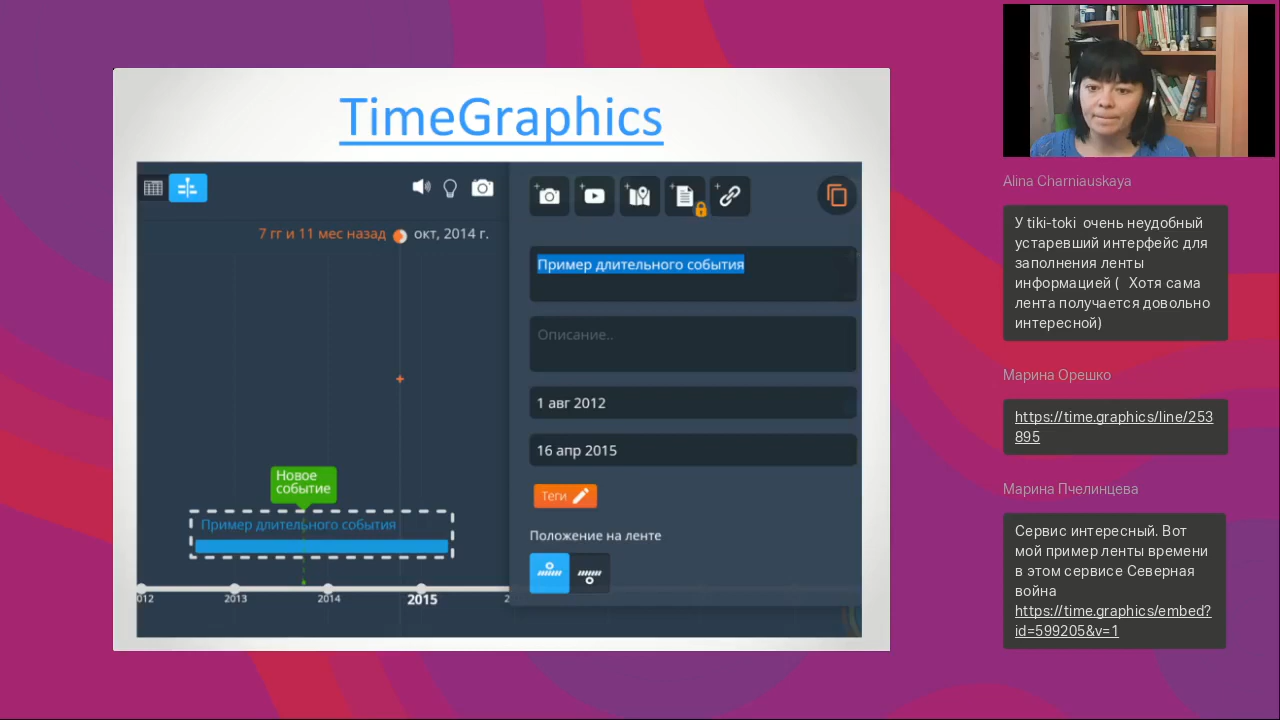 TimeGraphics
7 гг и 11 мес назад окт, 2014 г.
Пример длительного события
Описание..
1 авг 2012
16 апр 2015
Теги
Положение на ленте
Новое
событие
Пример длительного события
012 2013 2014 2015 2
Alina Charniauskaya
У tiki-toki очень неудобный
устаревший интерфейс для
заполнения ленты
информацией ( Хотя сама
лента получается довольно
интересной)
Марина Орешко
https://time.graphics/line/253
895
Марина Пчелинцева
Сервис интересный. Вот
мой пример ленты времени
в этом сервисе Северная
война
https://time.graphics/embed?
id=599205&v=1